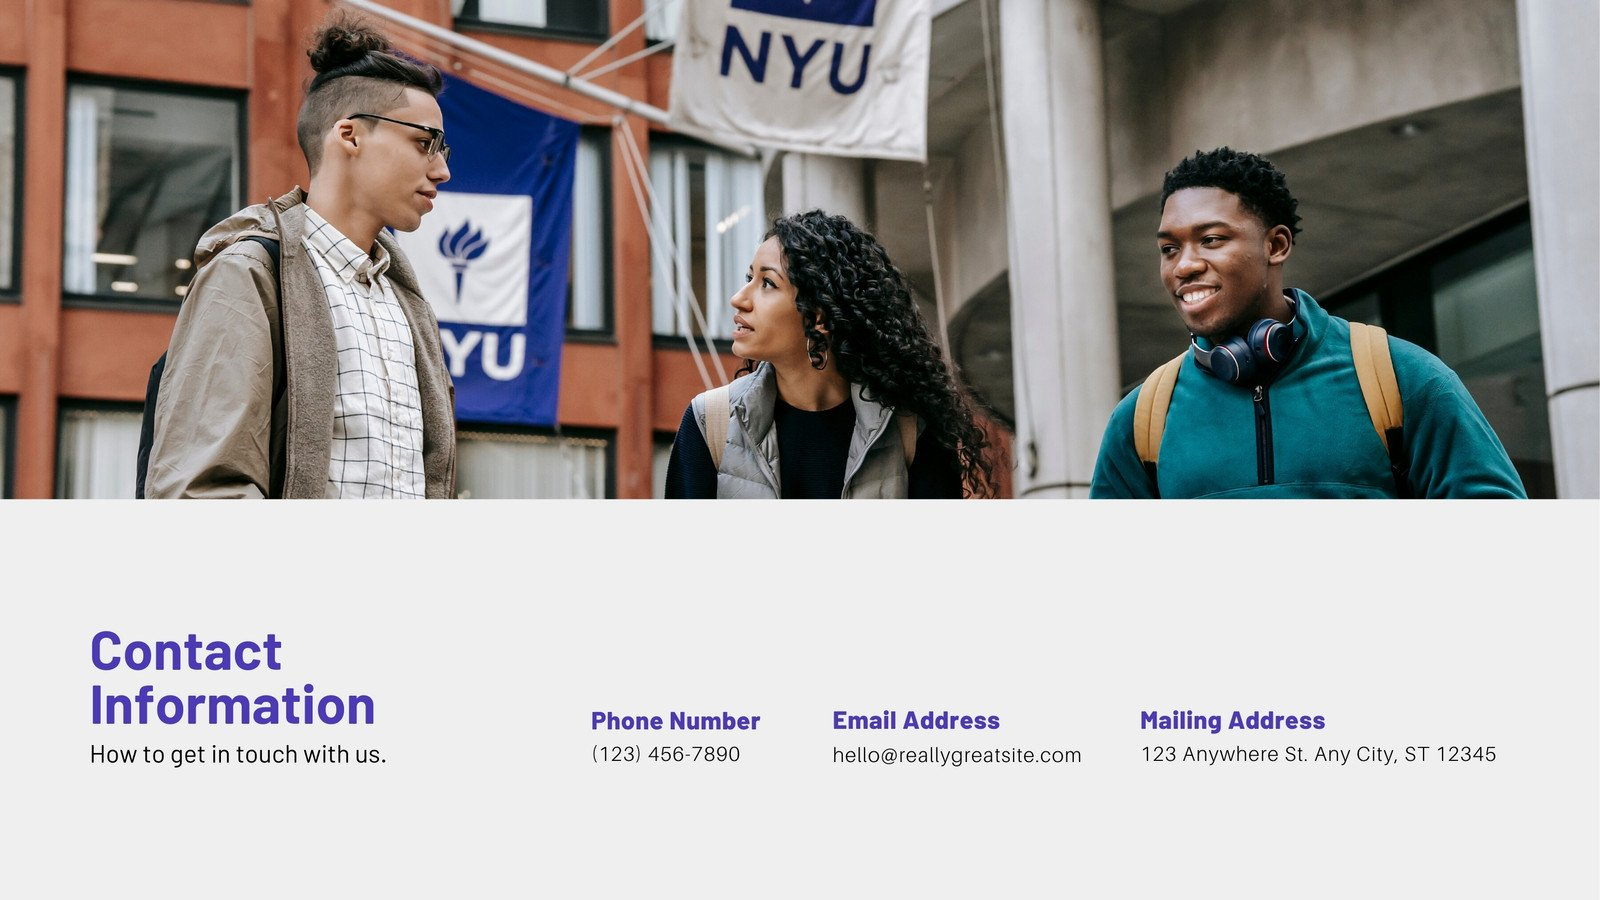 NYU
YU
Contact
Information
How to get in touch with us.
Phone Number
(123) 456-7890
Email Address
hello@reallygreatsite.com
Mailing Address
123 Anywhere St. Any City, ST 12345